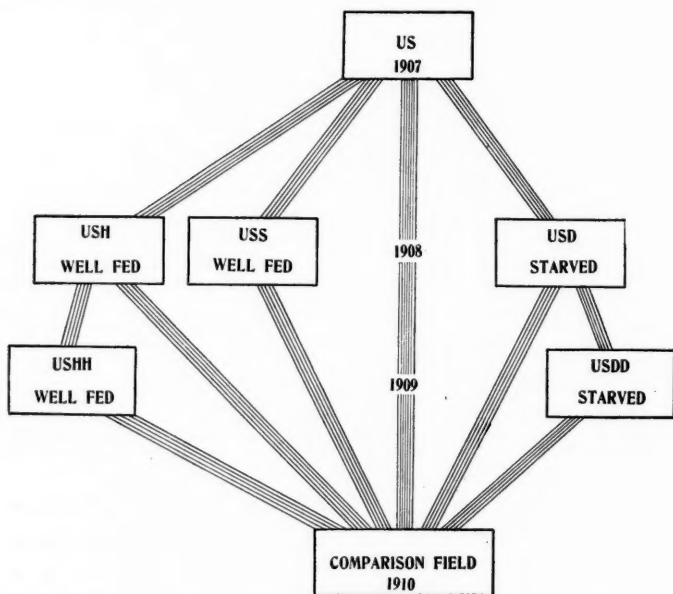 US
1907
USH
WELL FED
USS
WELL FED
1908
USD
STARVED
USHH
WELL FED
1909
USDD
STARVED
COMPARISON FIELD
1910